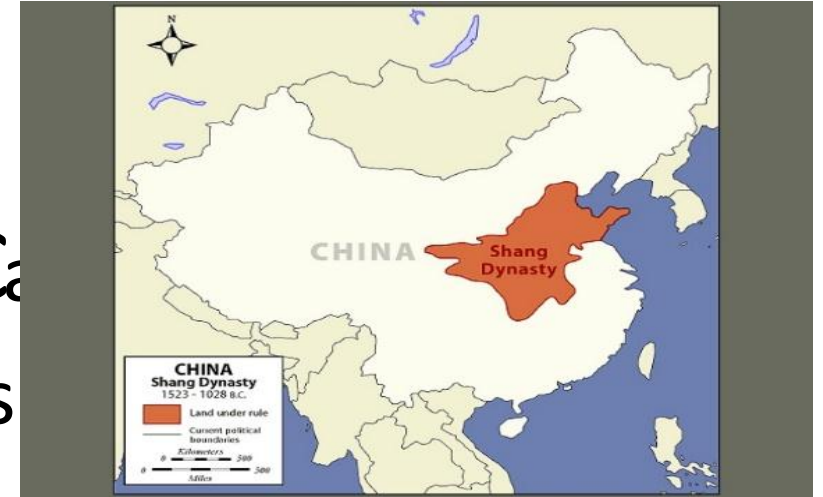 N
CHINA
Shang
Dynasty
CHINA
Shang Dynasty
1523 - 1028 B.C.
Land under rule
Current political
boundaries
Kilometers
0 500
0 500
Miles
s